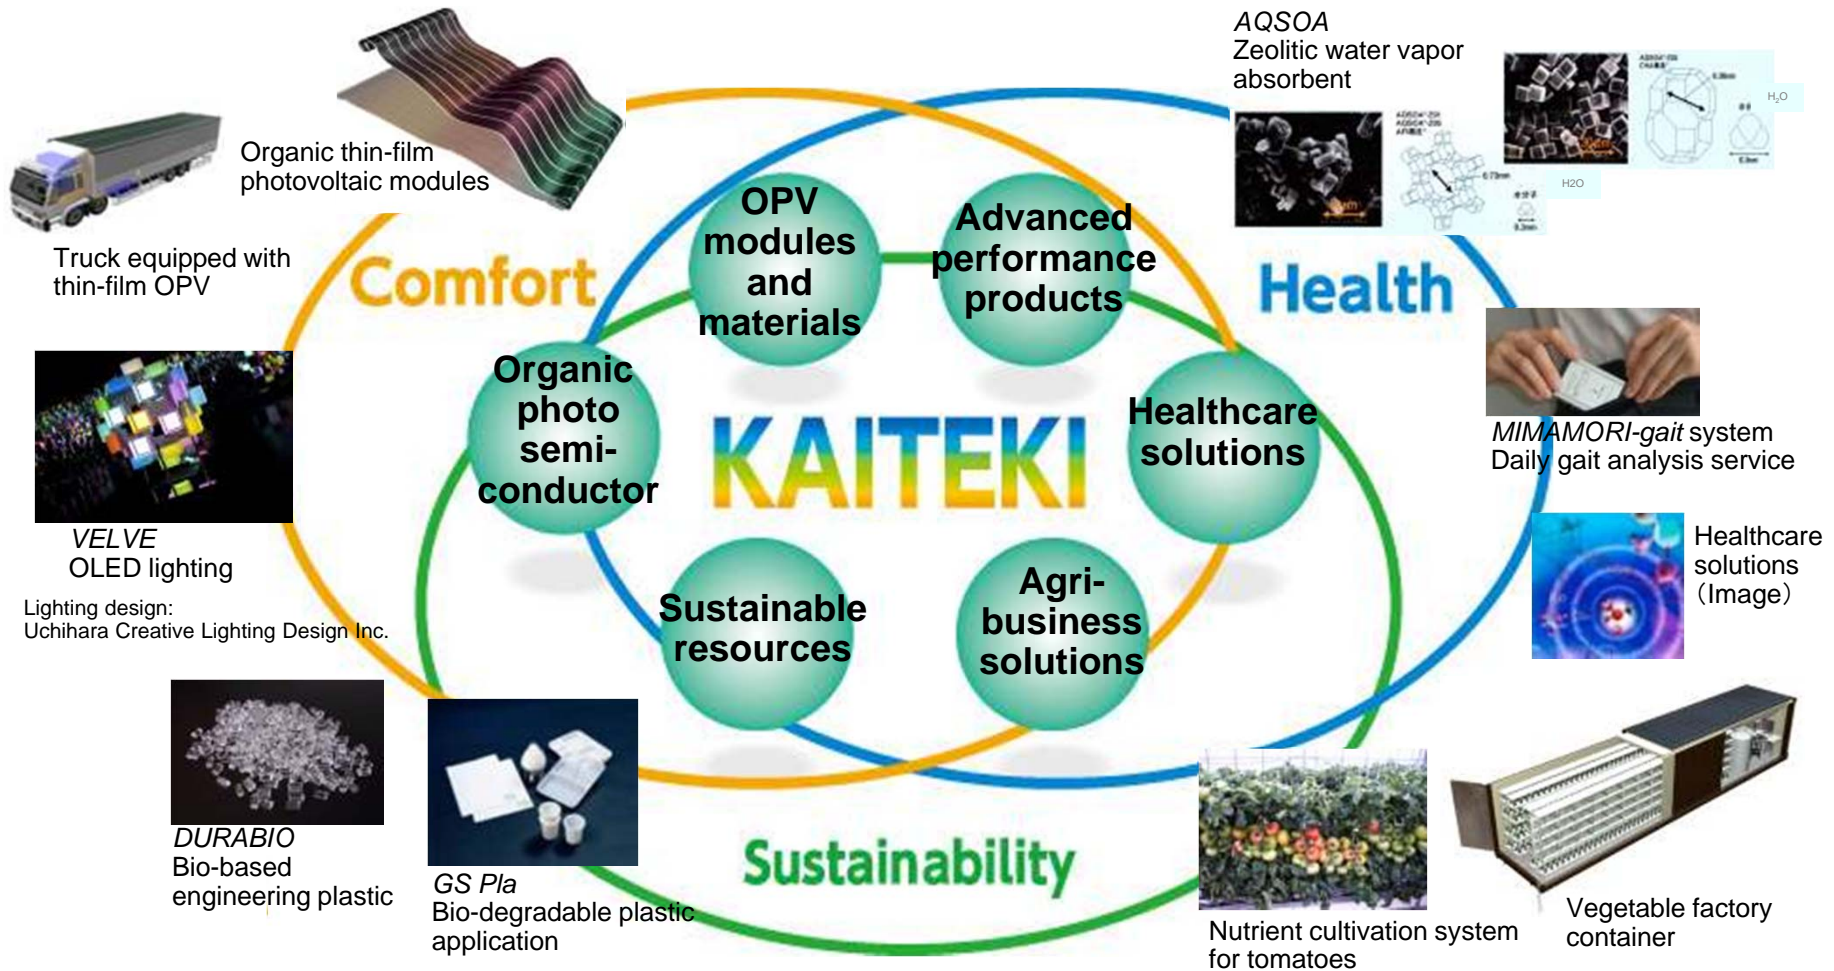 AQSOA
Zeolitic water vapor
absorbent
H₂O
H2O
Organic thin-film
photovoltaic modules
Truck equipped with
thin-film OPV
Comfort
Health
OPV
modules
and
materials
Advanced
performance
products
Organic
photo
semi-
conductor
KAITEKI
Healthcare
solutions
MIMAMORI-gait system
Daily gait analysis service
VELVE
OLED lighting
Lighting design:
Uchihara Creative Lighting Design Inc.
Healthcare
solutions
（Image）
Sustainable
resources
Agri-
business
solutions
DURABIO
Bio-based
engineering plastic
GS Pla
Bio-degradable plastic
application
Sustainability
Nutrient cultivation system
for tomatoes
Vegetable factory
container